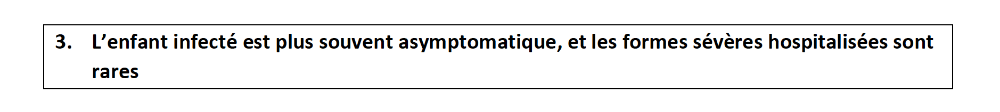 3. L’enfant infecté est plus souvent asymptomatique, et les formes sévères hospitalisées sont
rares